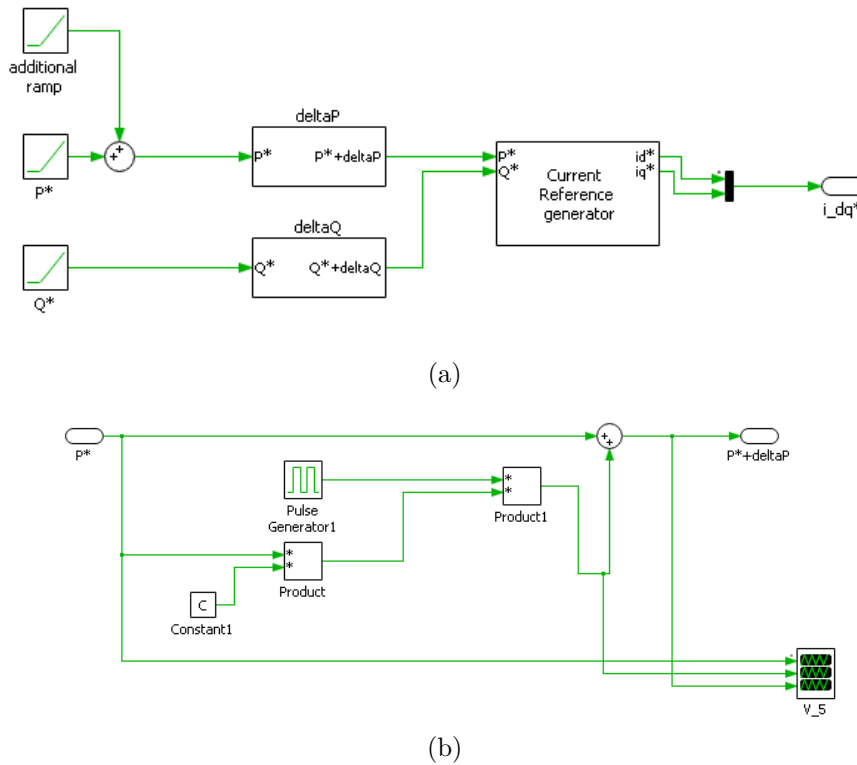 additional
ramp
deltaP
P*
P*
P*+deltaP
P*
Q*
Current
Reference
generator
id*
iq*
i_dq*
deltaQ
Q*
Q*+deltaQ
Q*
(a)
P*
P*+deltaP
Pulse
Generator1
*
*
Product1
*
*
Product
C
Constant1
V_5
(b)